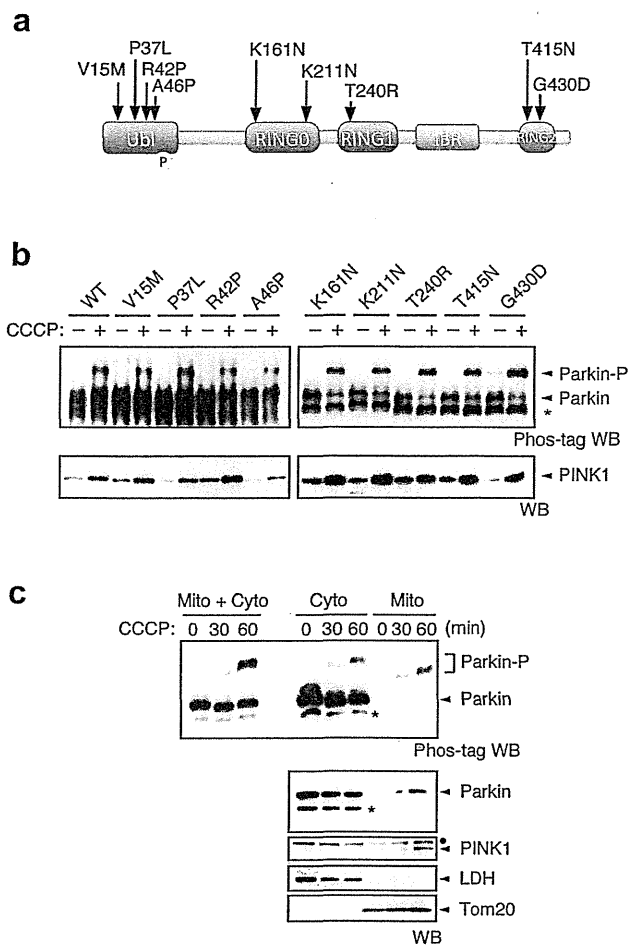 a
P37L
V15M R42P
A46P
K161N
K211N
T240R
T415N
G430D
Ubl RING0 RING1 IBR RING2
P
b
WT V15M P37L R42P A46P K161N K211N T240R T415N G430D
CCCP: − + − + − + − + − + − + − + − + − + − +
Parkin-P
Parkin
*
Phos-tag WB
PINK1
WB
c
Mito + Cyto Cyto Mito
CCCP: 0 30 60 0 30 60 0 30 60 (min)
Parkin-P
Parkin
*
Phos-tag WB
Parkin
*
•
PINK1
LDH
Tom20
WB